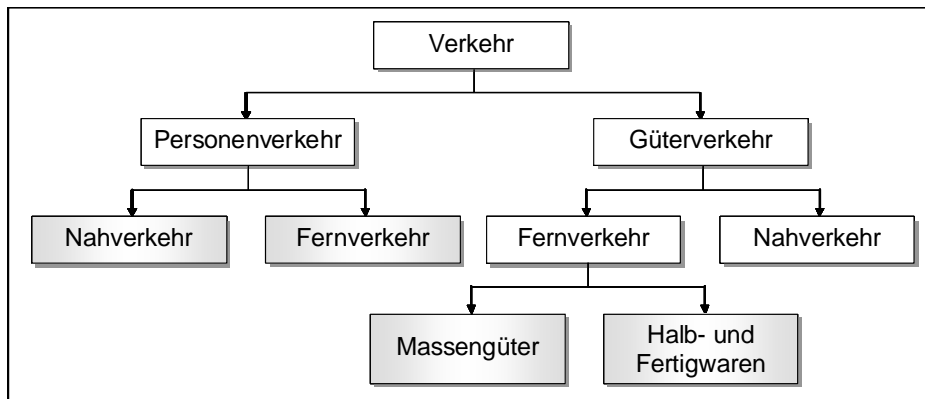 Verkehr
Personenverkehr
Güterverkehr
Nahverkehr
Fernverkehr
Fernverkehr
Nahverkehr
Massengüter
Halb- und
Fertigwaren